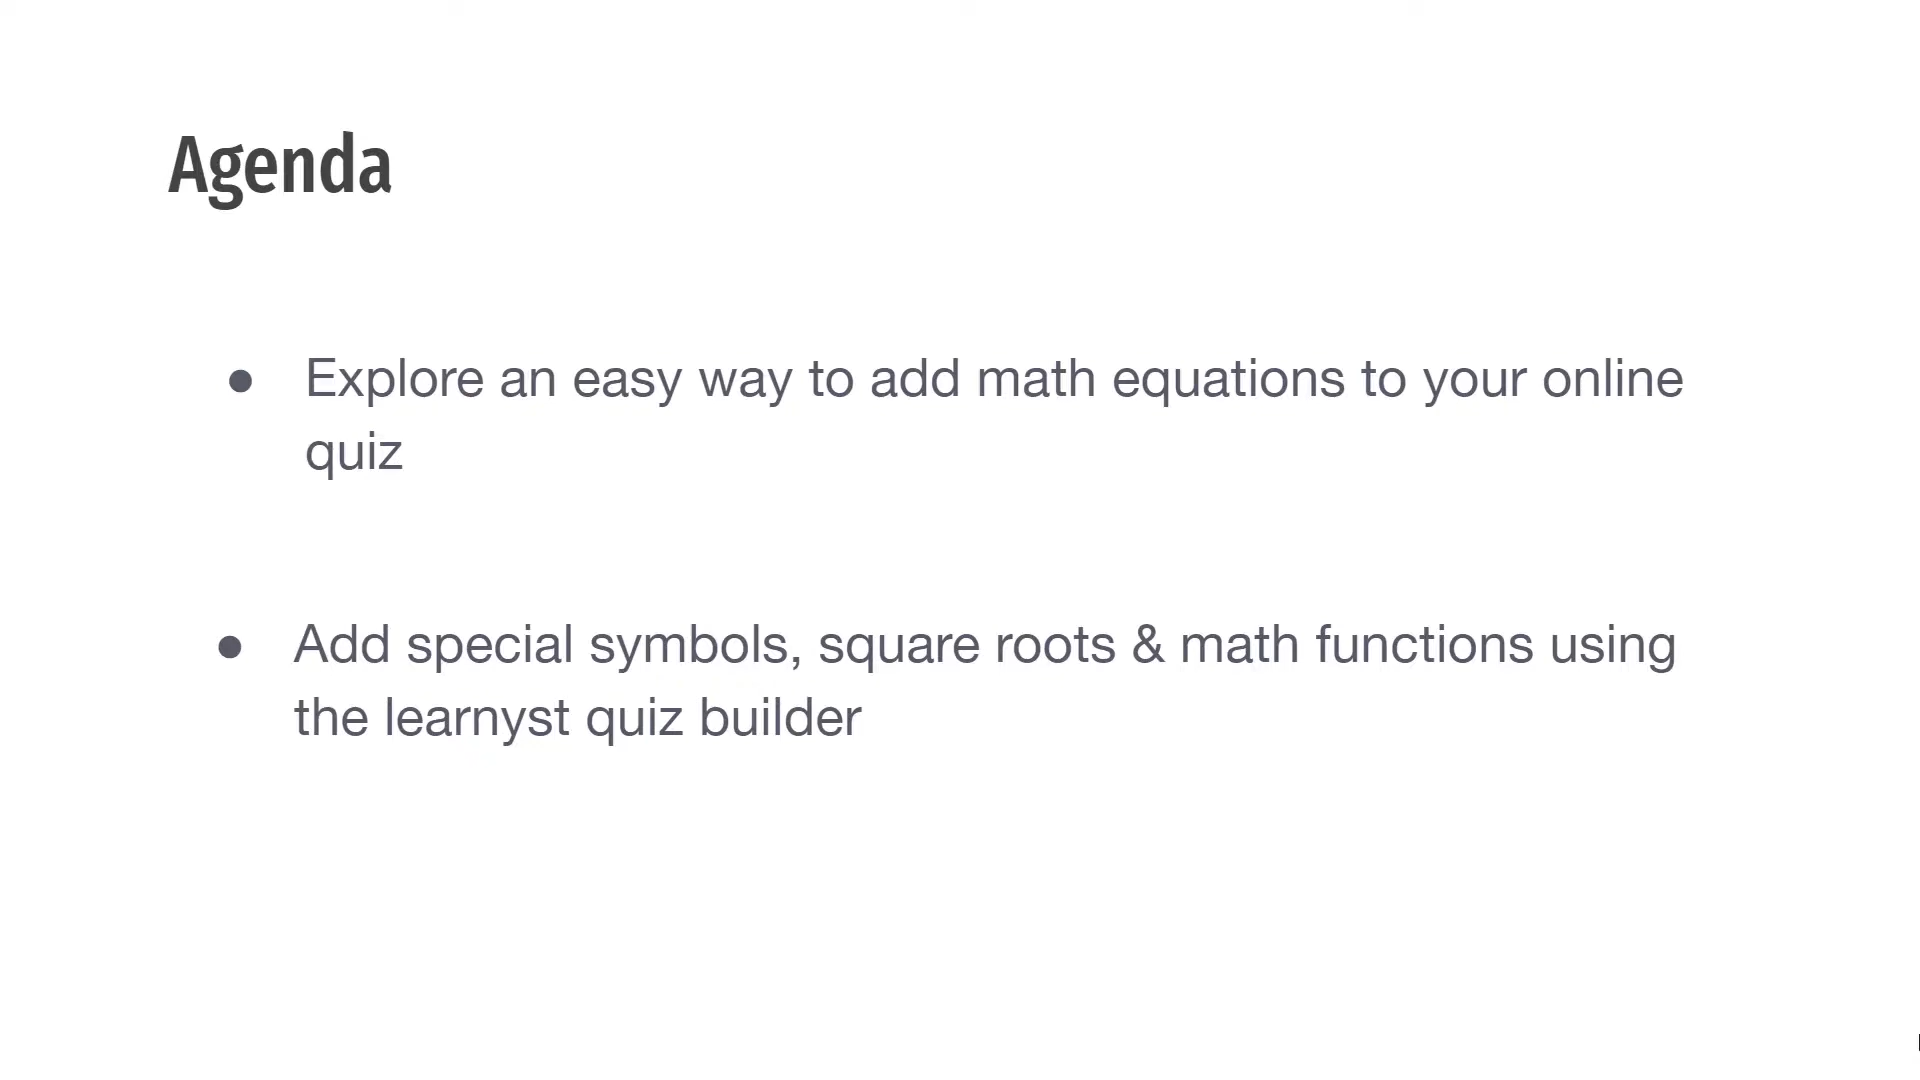 Agenda
● Explore an easy way to add math equations to your online
quiz
● Add special symbols, square roots & math functions using
the learnyst quiz builder